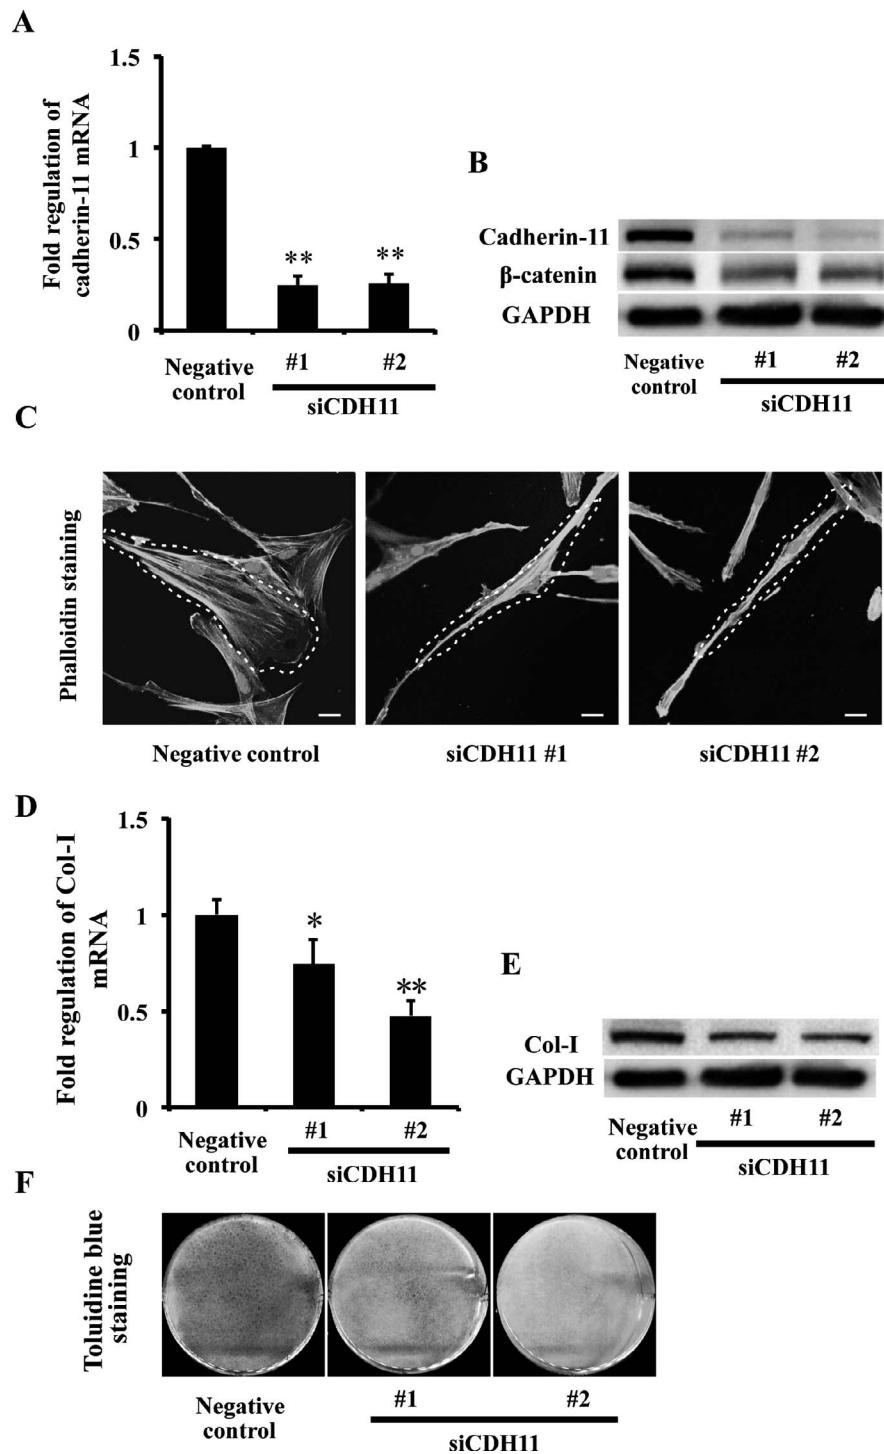 A
1.5
1
0.5
0
Fold regulation of
cadherin-11 mRNA
**
**
Negative
control
#1
#2
siCDH11
B
Cadherin-11
β-catenin
GAPDH
Negative
control
#1
#2
siCDH11
C
Phalloidin staining
Negative control
siCDH11 #1
siCDH11 #2
D
1.5
1
0.5
0
Fold regulation of Col-I
mRNA
*
**
Negative
control
#1
#2
siCDH11
E
Col-I
GAPDH
Negative
control
#1
#2
siCDH11
F
Toluidine blue
staining
Negative
control
#1
#2
siCDH11